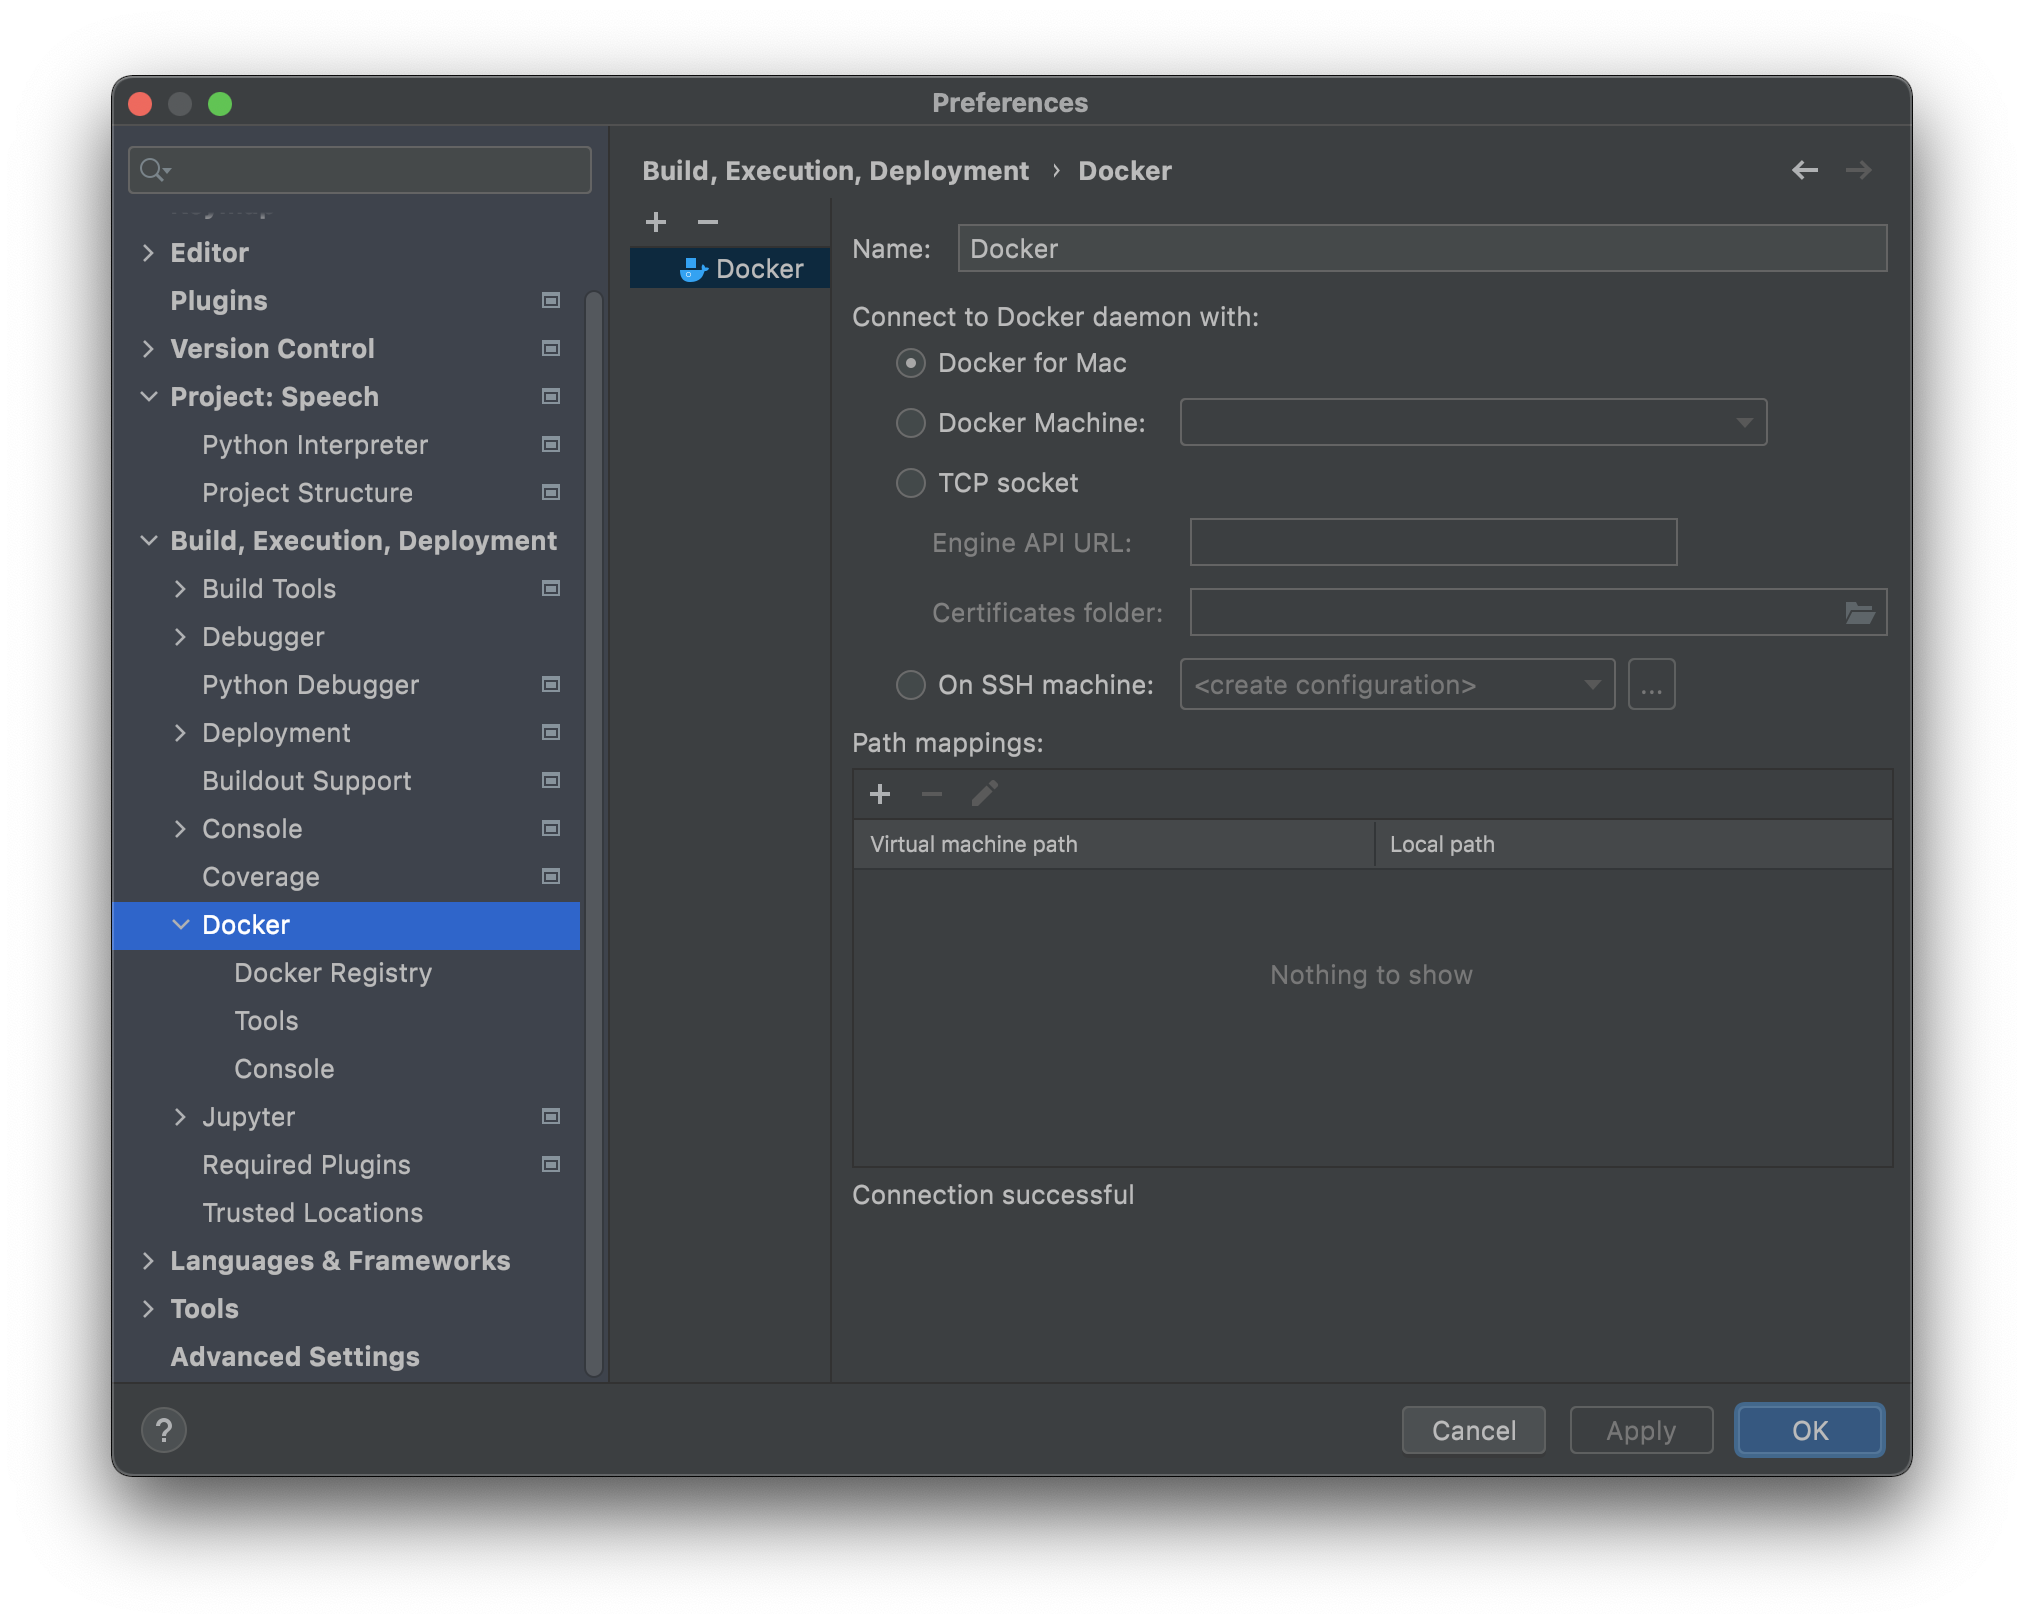 Preferences
Build, Execution, Deployment › Docker
Editor
Plugins
Version Control
Project: Speech
Python Interpreter
Project Structure
Build, Execution, Deployment
Build Tools
Debugger
Python Debugger
Deployment
Buildout Support
Console
Coverage
Docker
Docker Registry
Tools
Console
Jupyter
Required Plugins
Trusted Locations
Languages & Frameworks
Tools
Advanced Settings
Docker
Name: Docker
Connect to Docker daemon with:
Docker for Mac
Docker Machine:
TCP socket
Engine API URL:
Certificates folder:
On SSH machine: <create configuration> ...
Path mappings:
Virtual machine path Local path
Nothing to show
Connection successful
? Cancel Apply OK